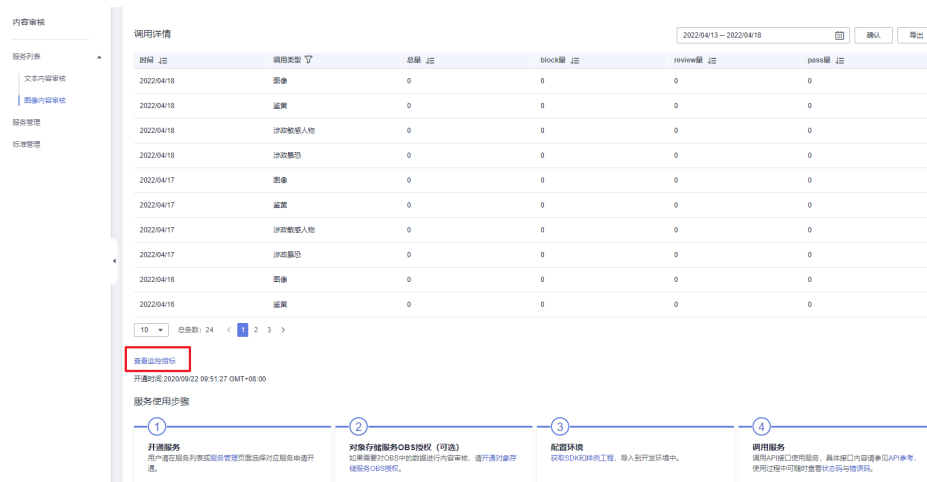 内容审核
服务列表
文本内容审核
图像内容审核
服务管理
标准管理
调用详情
2022/04/13 – 2022/04/18 确认 导出
时间 调用类型 总量 block量 review量 pass量
2022/04/18 图像 0 0 0 0
2022/04/18 鉴黄 0 0 0 0
2022/04/18 涉政敏感人物 0 0 0 0
2022/04/18 涉政暴恐 0 0 0 0
2022/04/17 图像 0 0 0 0
2022/04/17 鉴黄 0 0 0 0
2022/04/17 涉政敏感人物 0 0 0 0
2022/04/17 涉政暴恐 0 0 0 0
2022/04/16 图像 0 0 0 0
2022/04/16 鉴黄 0 0 0 0
10 总条数: 24 < 1 2 3 >
查看监控指标
开通时间:2020/09/22 09:51:27 GMT+08:00
服务使用步骤
1 2 3 4
开通服务
用户请在服务列表或服务管理页面选择对应服务申请开
通。
对象存储服务OBS授权（可选）
如果需要对OBS中的数据进行内容审核，请开通对象存
储服务OBS授权。
配置环境
获取SDK和样例工程，导入到开发环境中。
调用服务
调用API接口使用服务，具体接口内容请参见API参考，
使用过程中可随时查看状态码与错误码。